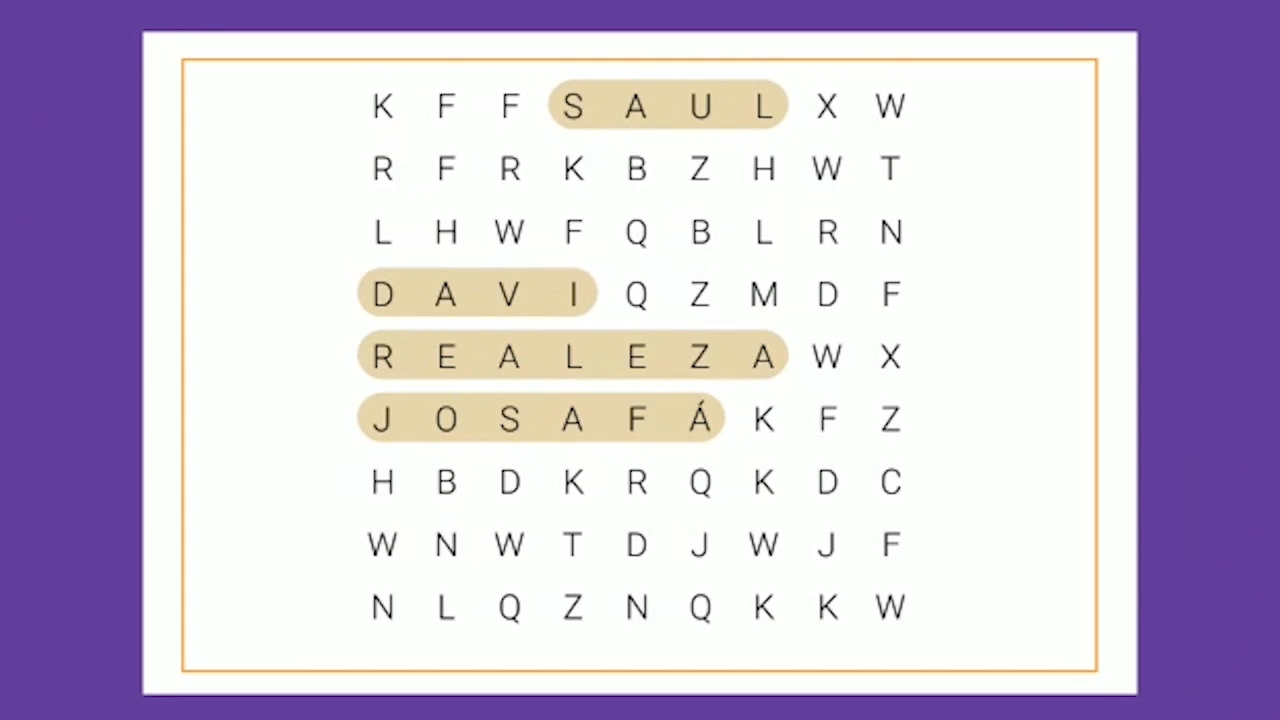 K F F S A U L X W
R F R K B Z H W T
L H W F Q B L R N
D A V I Q Z M D F
R E A L E Z A W X
J O S A F Á K F Z
H B D K R Q K D C
W N W T D J W J F
N L Q Z N Q K K W